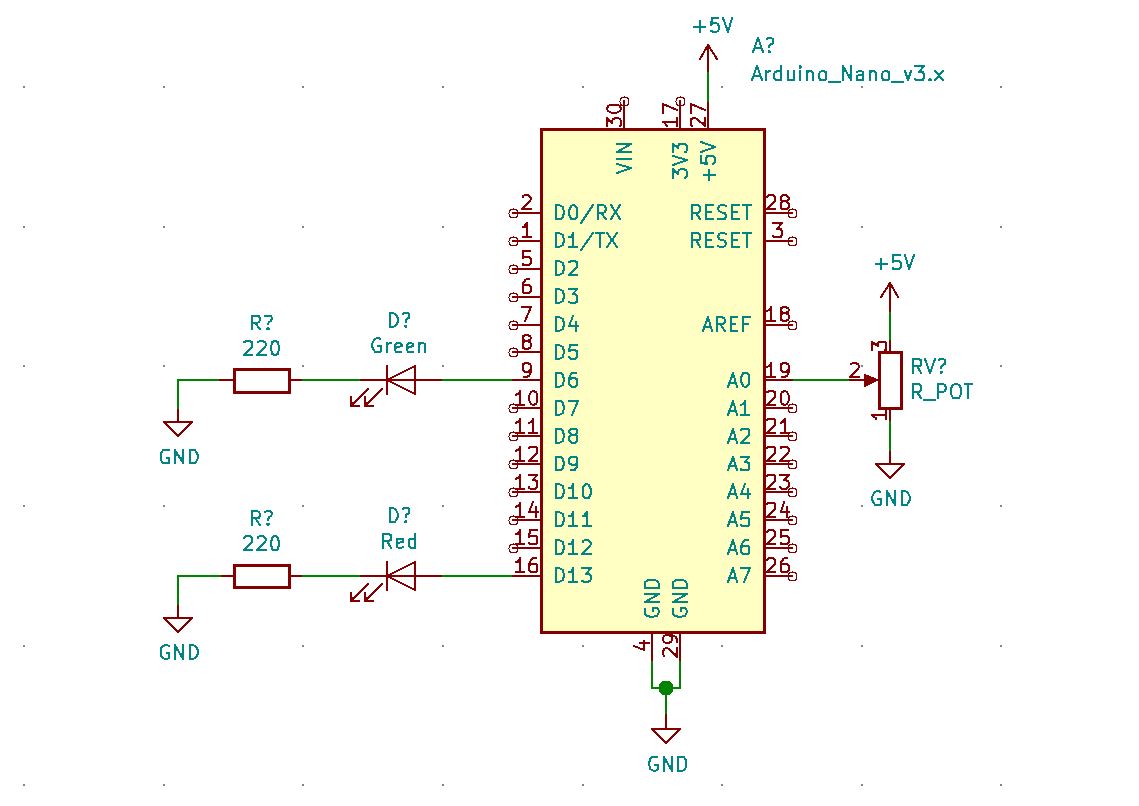 +5V
A?
Arduino_Nano_v3.x
30
17
27
VIN
3V3
+5V
2
D0/RX
RESET
28
1
D1/TX
RESET
3
5
D2
6
D3
+5V
7
D4
AREF
18
8
D5
R?
220
D?
Green
9
D6
A0
19
2
3
1
RV?
R_POT
10
D7
A1
20
11
D8
A2
21
GND
12
D9
A3
22
13
D10
A4
23
GND
14
D11
A5
24
15
D12
A6
25
R?
220
D?
Red
16
D13
A7
26
GND
GND
GND
4
29
GND